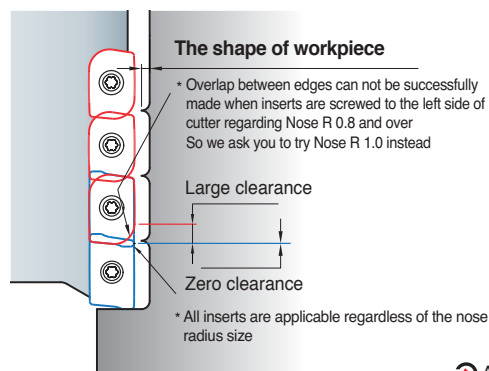 The shape of workpiece
* Overlap between edges can not be successfully
made when inserts are screwed to the left side of
cutter regarding Nose R 0.8 and over
So we ask you to try Nose R 1.0 instead
Large clearance
Zero clearance
* All inserts are applicable regardless of the nose
radius size